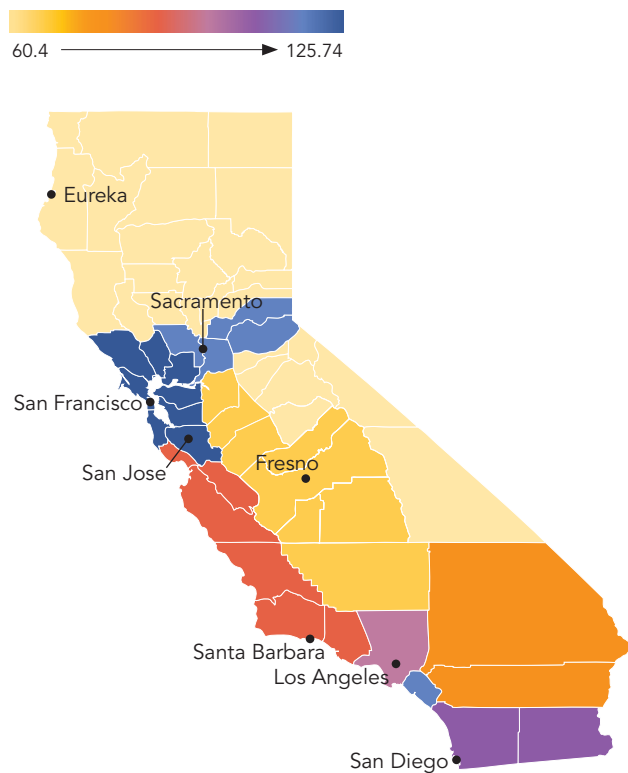 60.4 125.74
Eureka
Sacramento
San Francisco
San Jose
Fresno
Santa Barbara
Los Angeles
San Diego